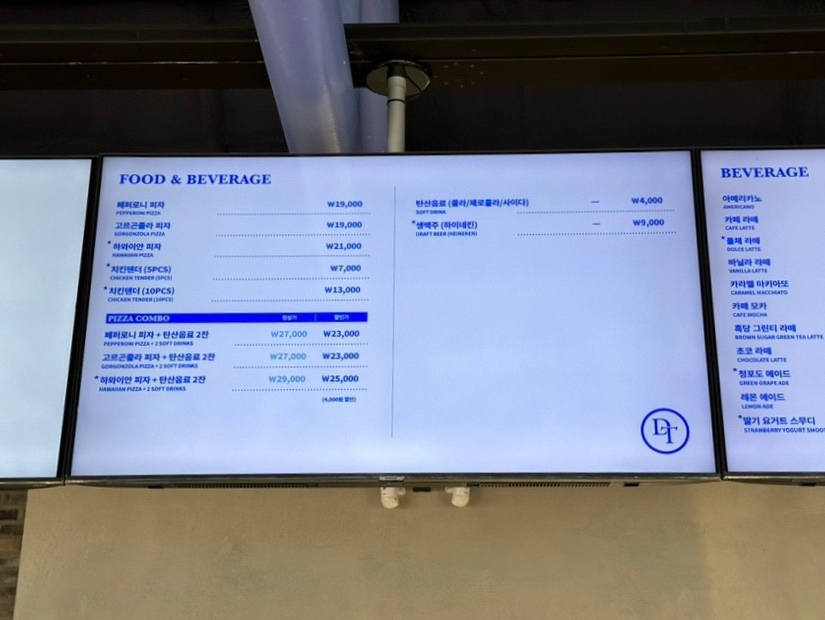 FOOD & BEVERAGE
페퍼로니 피자 ₩19,000
PEPPERONI PIZZA
고르곤졸라 피자 ₩19,000
GORGONZOLA PIZZA
*하와이안 피자 ₩21,000
HAWAIIAN PIZZA
*치킨텐더 (5PCS) ₩7,000
CHICKEN TENDER (5PCS)
*치킨텐더 (10PCS) ₩13,000
CHICKEN TENDER (10PCS)
PIZZA COMBO 정상가 할인가
페퍼로니 피자 + 탄산음료 2잔 ₩27,000 ₩23,000
PEPPERONI PIZZA + 2 SOFT DRINKS
고르곤졸라 피자 + 탄산음료 2잔 ₩27,000 ₩23,000
GORGONZOLA PIZZA + 2 SOFT DRINKS
*하와이안 피자 + 탄산음료 2잔 ₩29,000 ₩25,000
HAWAIIAN PIZZA + 2 SOFT DRINKS
(4,000원 할인)
탄산음료 (콜라/제로콜라/사이다) — ₩4,000
SOFT DRINK
*생맥주 (하이네켄) — ₩9,000
DRAFT BEER (HEINEKEN)
DT
BEVERAGE
아메리카노
AMERICANO
카페 라떼
CAFE LATTE
*돌체 라떼
DOLCE LATTE
바닐라 라떼
VANILLA LATTE
카라멜 마키아또
CARAMEL MACCHIATO
카페 모카
CAFE MOCHA
흑당 그린티 라떼
BROWN SUGAR GREEN TEA LATTE
초코 라떼
CHOCOLATE LATTE
*청포도 에이드
GREEN GRAPE ADE
레몬 에이드
LEMON ADE
*딸기 요거트 스무디
STRAWBERRY YOGURT SMOO